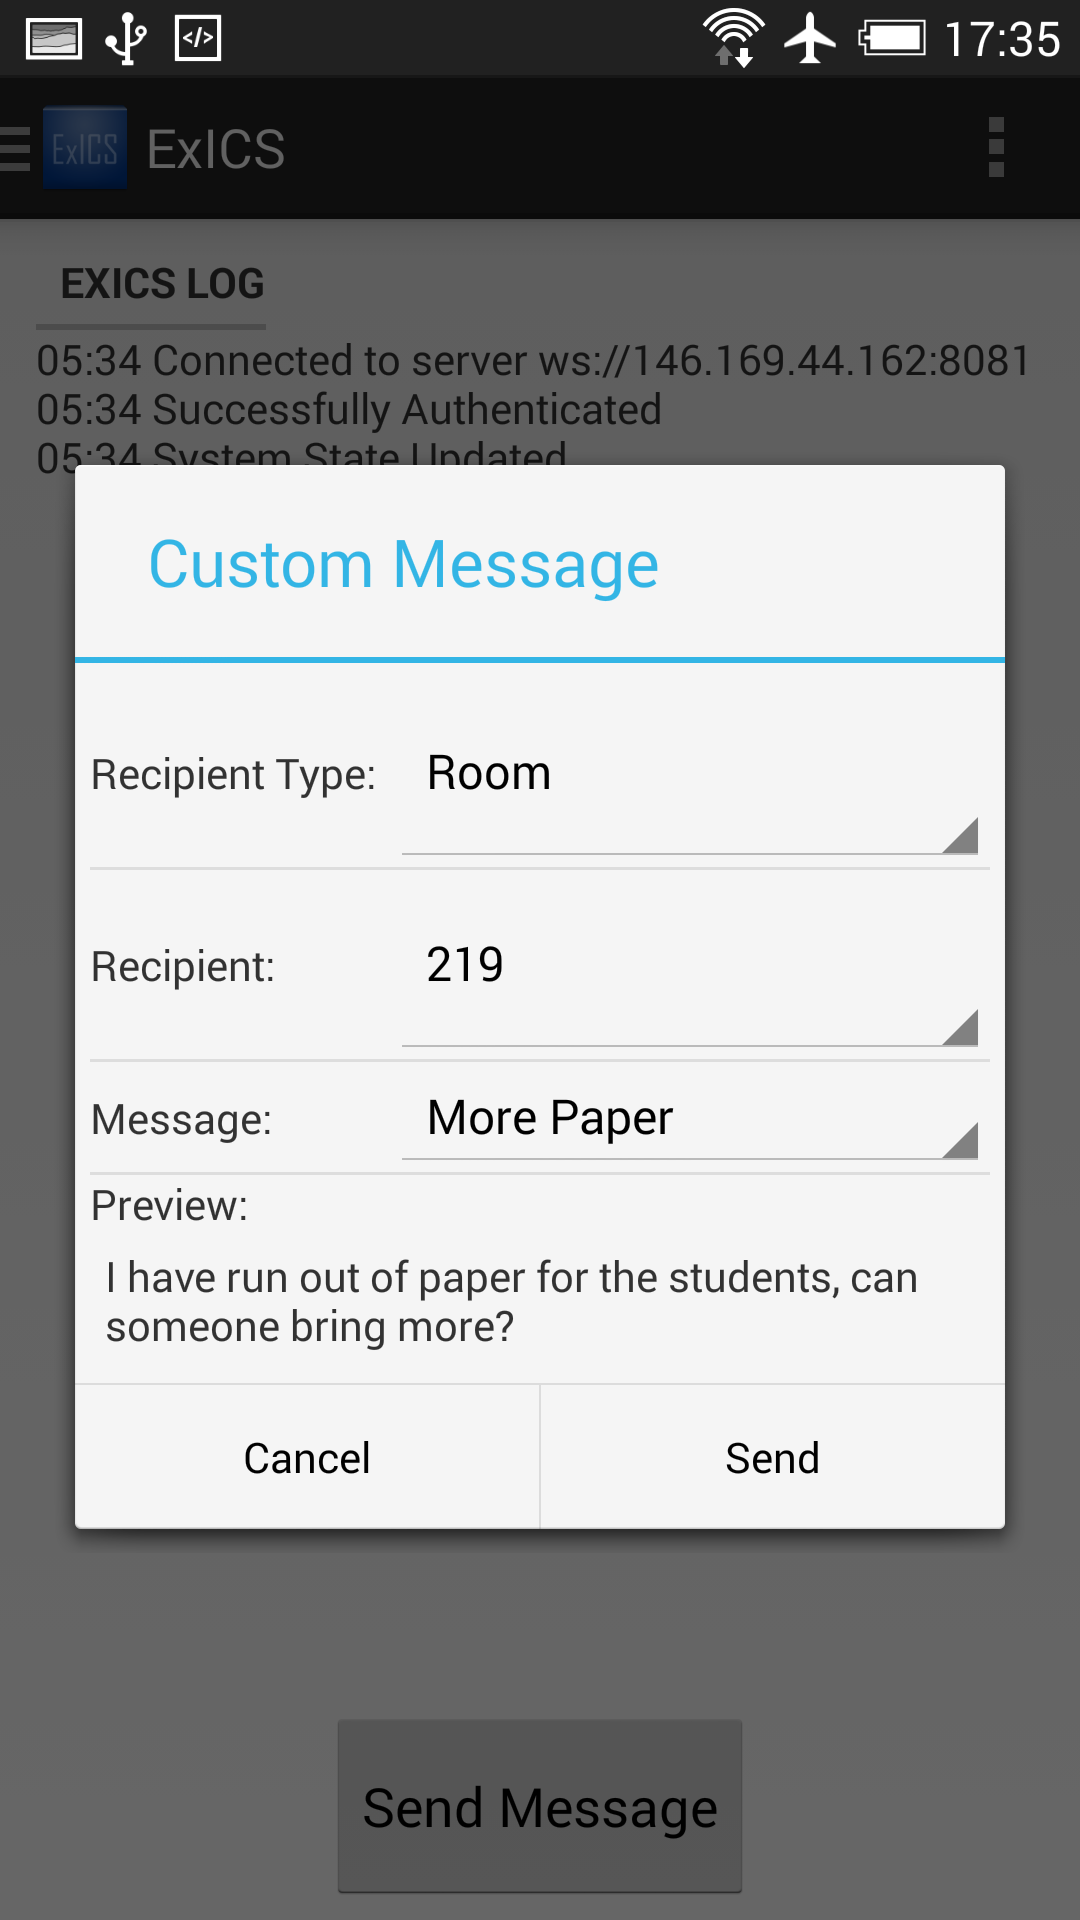 17:35
ExICS
ExICS
EXICS LOG
05:34 Connected to server ws://146.169.44.162:8081
05:34 Successfully Authenticated
05:34 System State Updated
Custom Message
Recipient Type: Room
Recipient: 219
Message: More Paper
Preview:
I have run out of paper for the students, can
someone bring more?
Cancel Send
Send Message